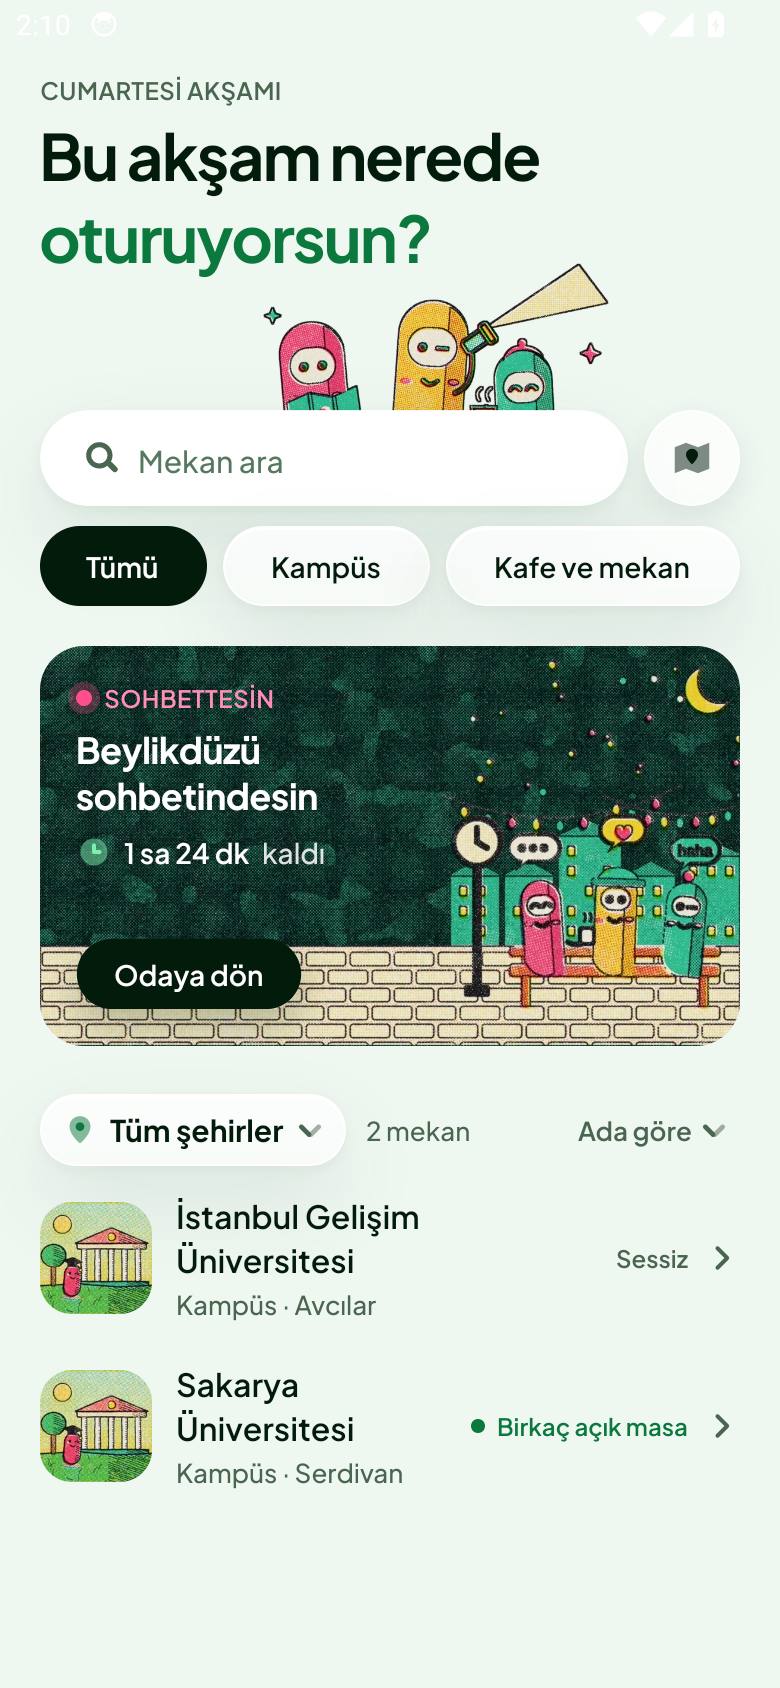 2:10
CUMARTESİ AKŞAMI
Bu akşam nerede
oturuyorsun?
Mekan ara
Tümü
Kampüs
Kafe ve mekan
SOHBETTESİN
Beylikdüzü
sohbetindesin
1 sa 24 dk kaldı
haha
Odaya dön
Tüm şehirler
2 mekan
Ada göre
İstanbul Gelişim
Üniversitesi
Sessiz
Kampüs · Avcılar
Sakarya
Üniversitesi
Birkaç açık masa
Kampüs · Serdivan